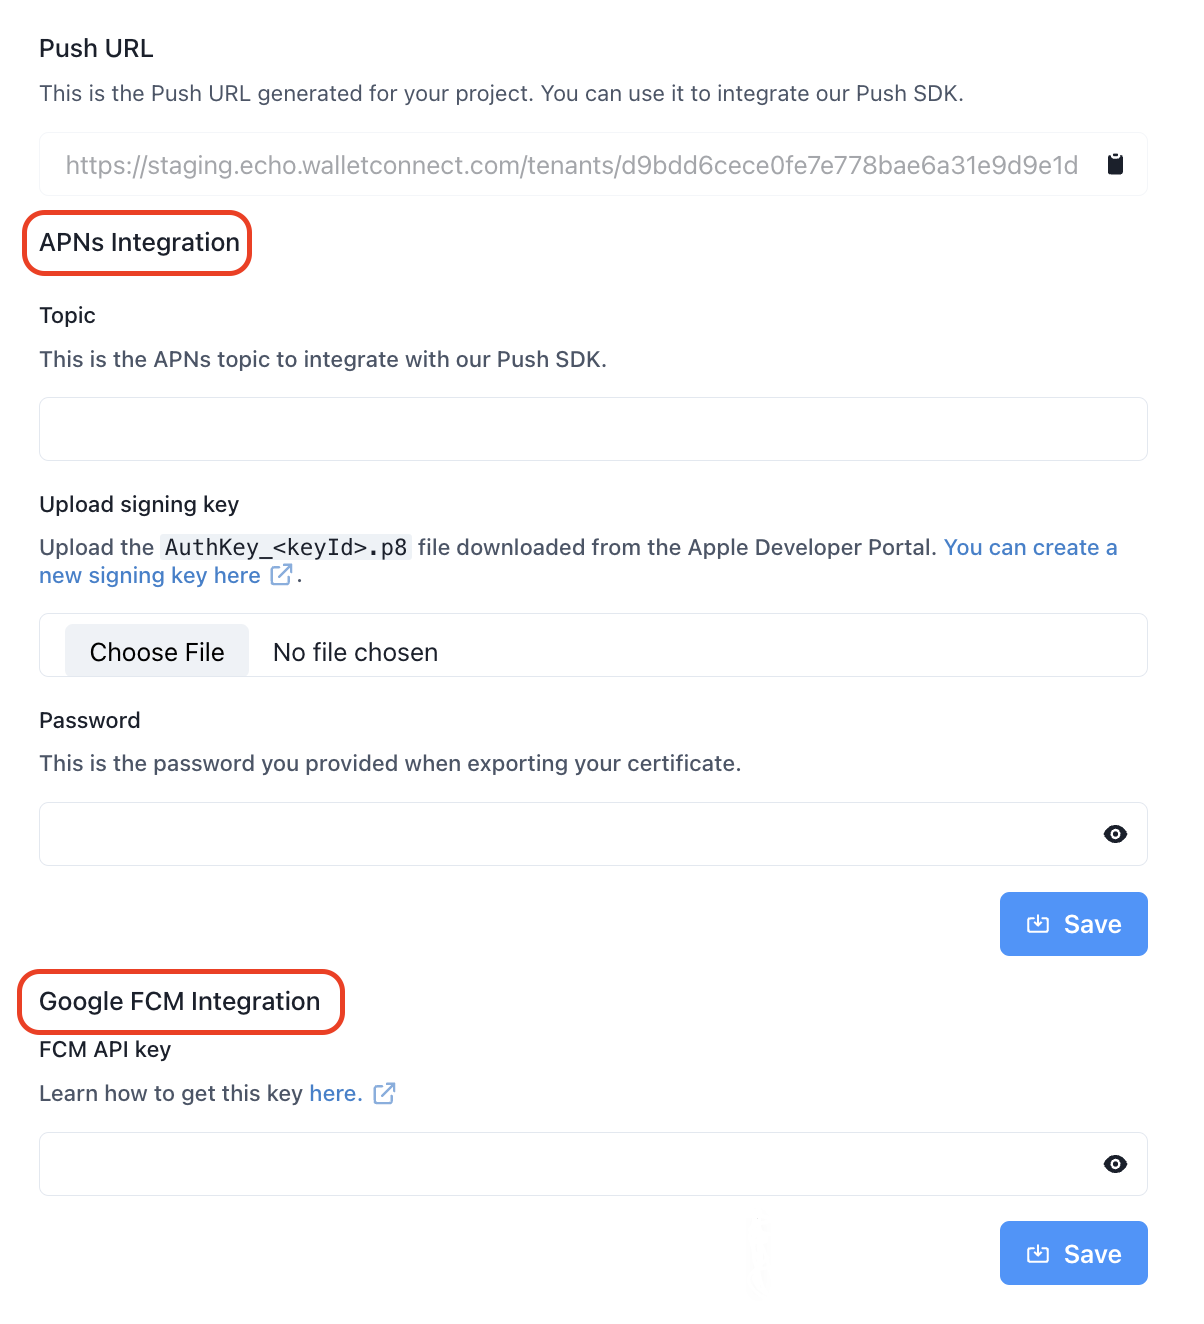 Push URL
This is the Push URL generated for your project. You can use it to integrate our Push SDK.
https://staging.echo.walletconnect.com/tenants/d9bdd6cece0fe7e778bae6a31e9d9e1d
APNs Integration
Topic
This is the APNs topic to integrate with our Push SDK.
Upload signing key
Upload the AuthKey_<keyId>.p8 file downloaded from the Apple Developer Portal. You can create a
new signing key here .
Choose File No file chosen
Password
This is the password you provided when exporting your certificate.
Save
Google FCM Integration
FCM API key
Learn how to get this key here.
Save